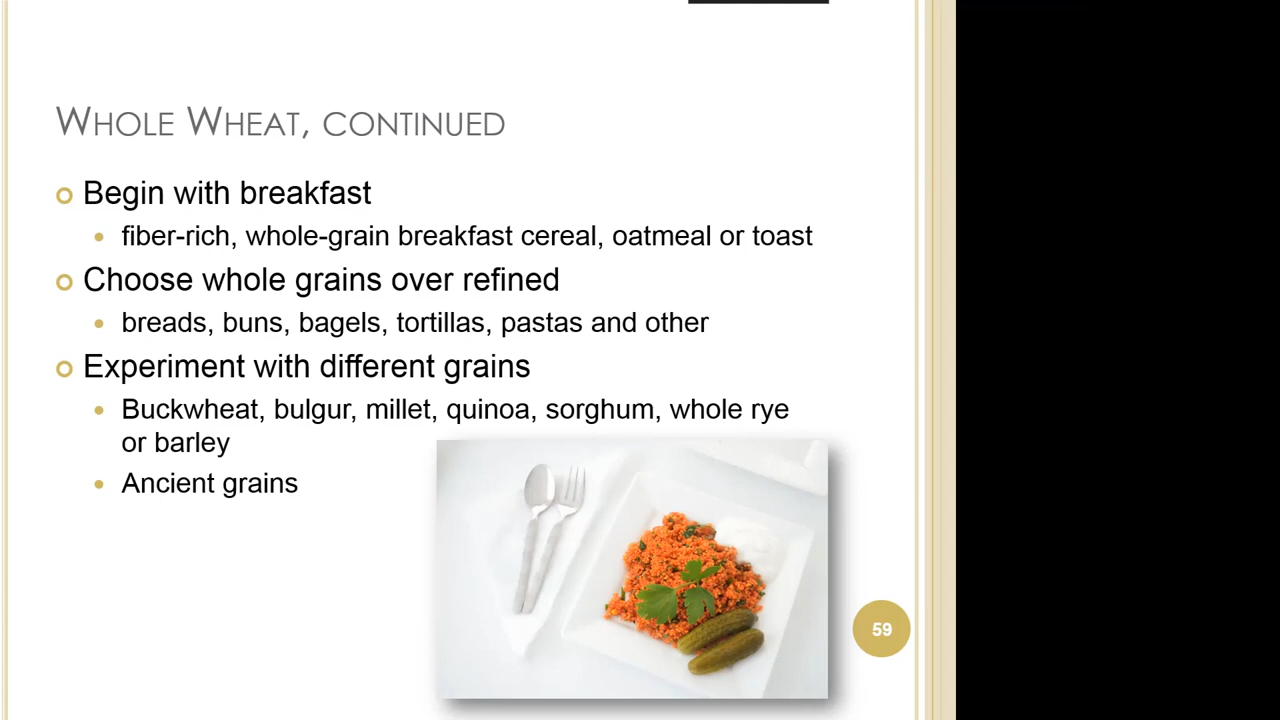 Whole Wheat, continued
Begin with breakfast
fiber-rich, whole-grain breakfast cereal, oatmeal or toast
Choose whole grains over refined
breads, buns, bagels, tortillas, pastas and other
Experiment with different grains
Buckwheat, bulgur, millet, quinoa, sorghum, whole rye
or barley
Ancient grains
59